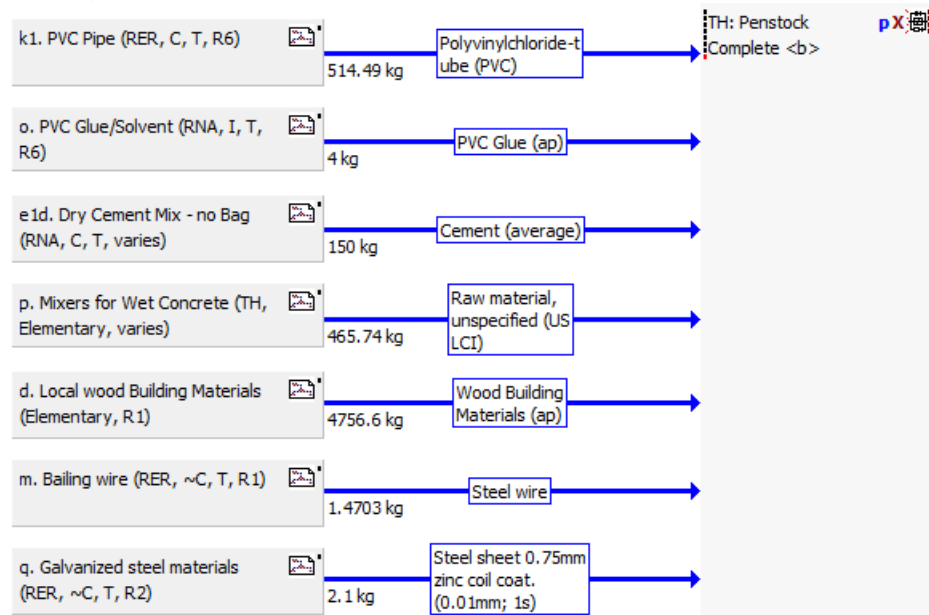 k1. PVC Pipe (RER, C, T, R6)
514.49 kg
Polyvinylchloride-t
ube (PVC)
TH: Penstock
Complete <b>
pX
o. PVC Glue/Solvent (RNA, I, T,
R6)
4 kg
PVC Glue (ap)
e1d. Dry Cement Mix - no Bag
(RNA, C, T, varies)
150 kg
Cement (average)
p. Mixers for Wet Concrete (TH,
Elementary, varies)
465.74 kg
Raw material,
unspecified (US
LCI)
d. Local wood Building Materials
(Elementary, R1)
4756.6 kg
Wood Building
Materials (ap)
m. Bailing wire (RER, ~C, T, R1)
1.4703 kg
Steel wire
q. Galvanized steel materials
(RER, ~C, T, R2)
2.1 kg
Steel sheet 0.75mm
zinc coil coat.
(0.01mm; 1s)